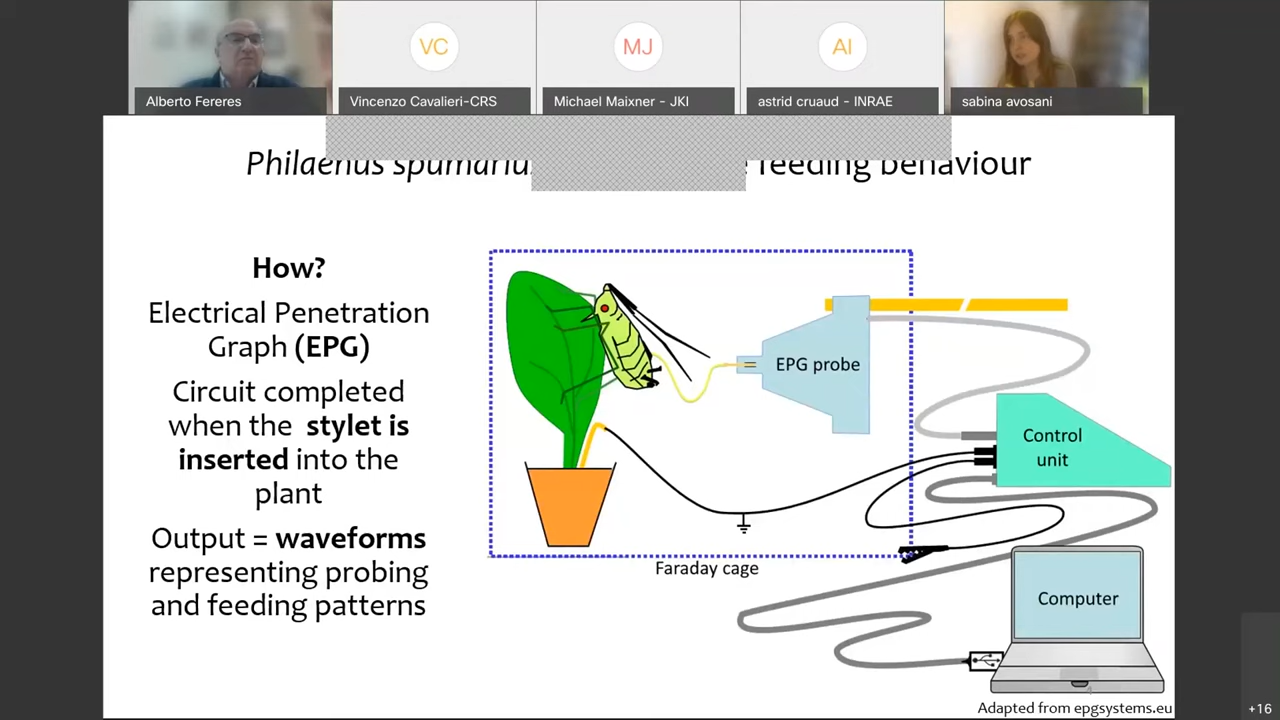 VC
MJ
AI
Alberto Fereres
Vincenzo Cavalieri-CRS
Michael Maixner - JKI
astrid cruaud - INRAE
sabina avosani
Philaenus feeding behaviour
How?
Electrical Penetration
Graph (EPG)
Circuit completed
when the stylet is
inserted into the
plant
Output = waveforms
representing probing
and feeding patterns
EPG probe
Control
unit
Faraday cage
Computer
4
Adapted from epgsystems.eu
+16